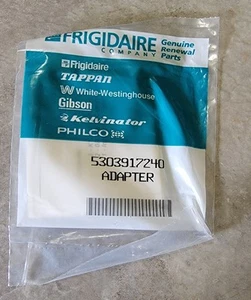 FRIGIDAIRE
COMPANY
Genuine
Renewal
Parts
Frigidaire
TAPPAN
White-Westinghouse
Gibson
Kelvinator
PHILCO
5303917240
ADAPTER